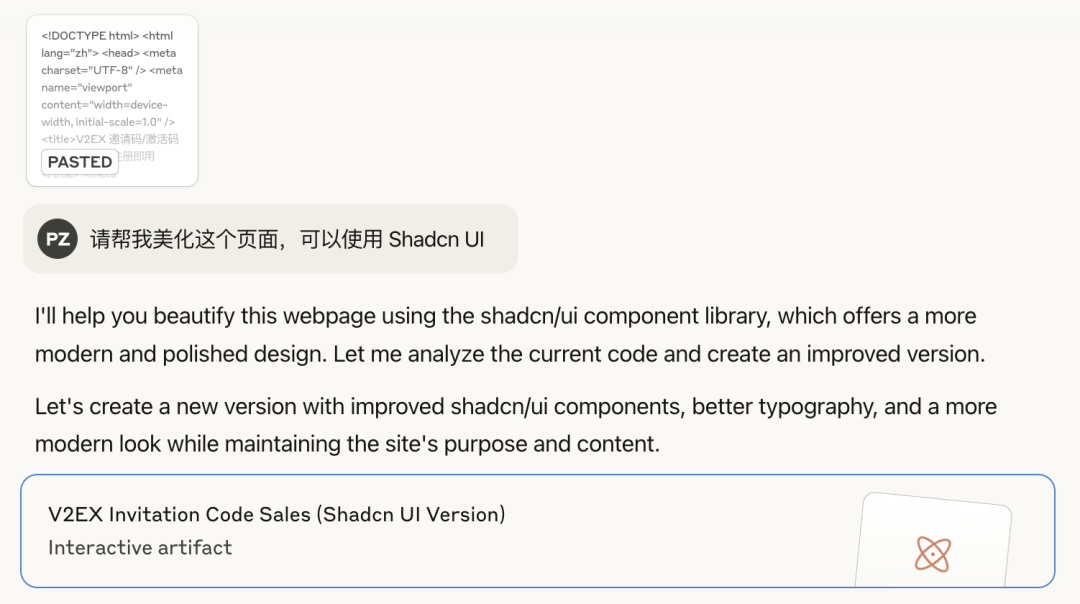 <!DOCTYPE html> <html
lang="zh"> <head> <meta
charset="UTF-8" /> <meta
name="viewport"
content="width=device-
width, initial-scale=1.0" />
<title>V2EX 邀请码/激活码
PASTED 注册即用
PZ 请帮我美化这个页面，可以使用 Shadcn UI
I'll help you beautify this webpage using the shadcn/ui component library, which offers a more
modern and polished design. Let me analyze the current code and create an improved version.
Let's create a new version with improved shadcn/ui components, better typography, and a more
modern look while maintaining the site's purpose and content.
V2EX Invitation Code Sales (Shadcn UI Version)
Interactive artifact